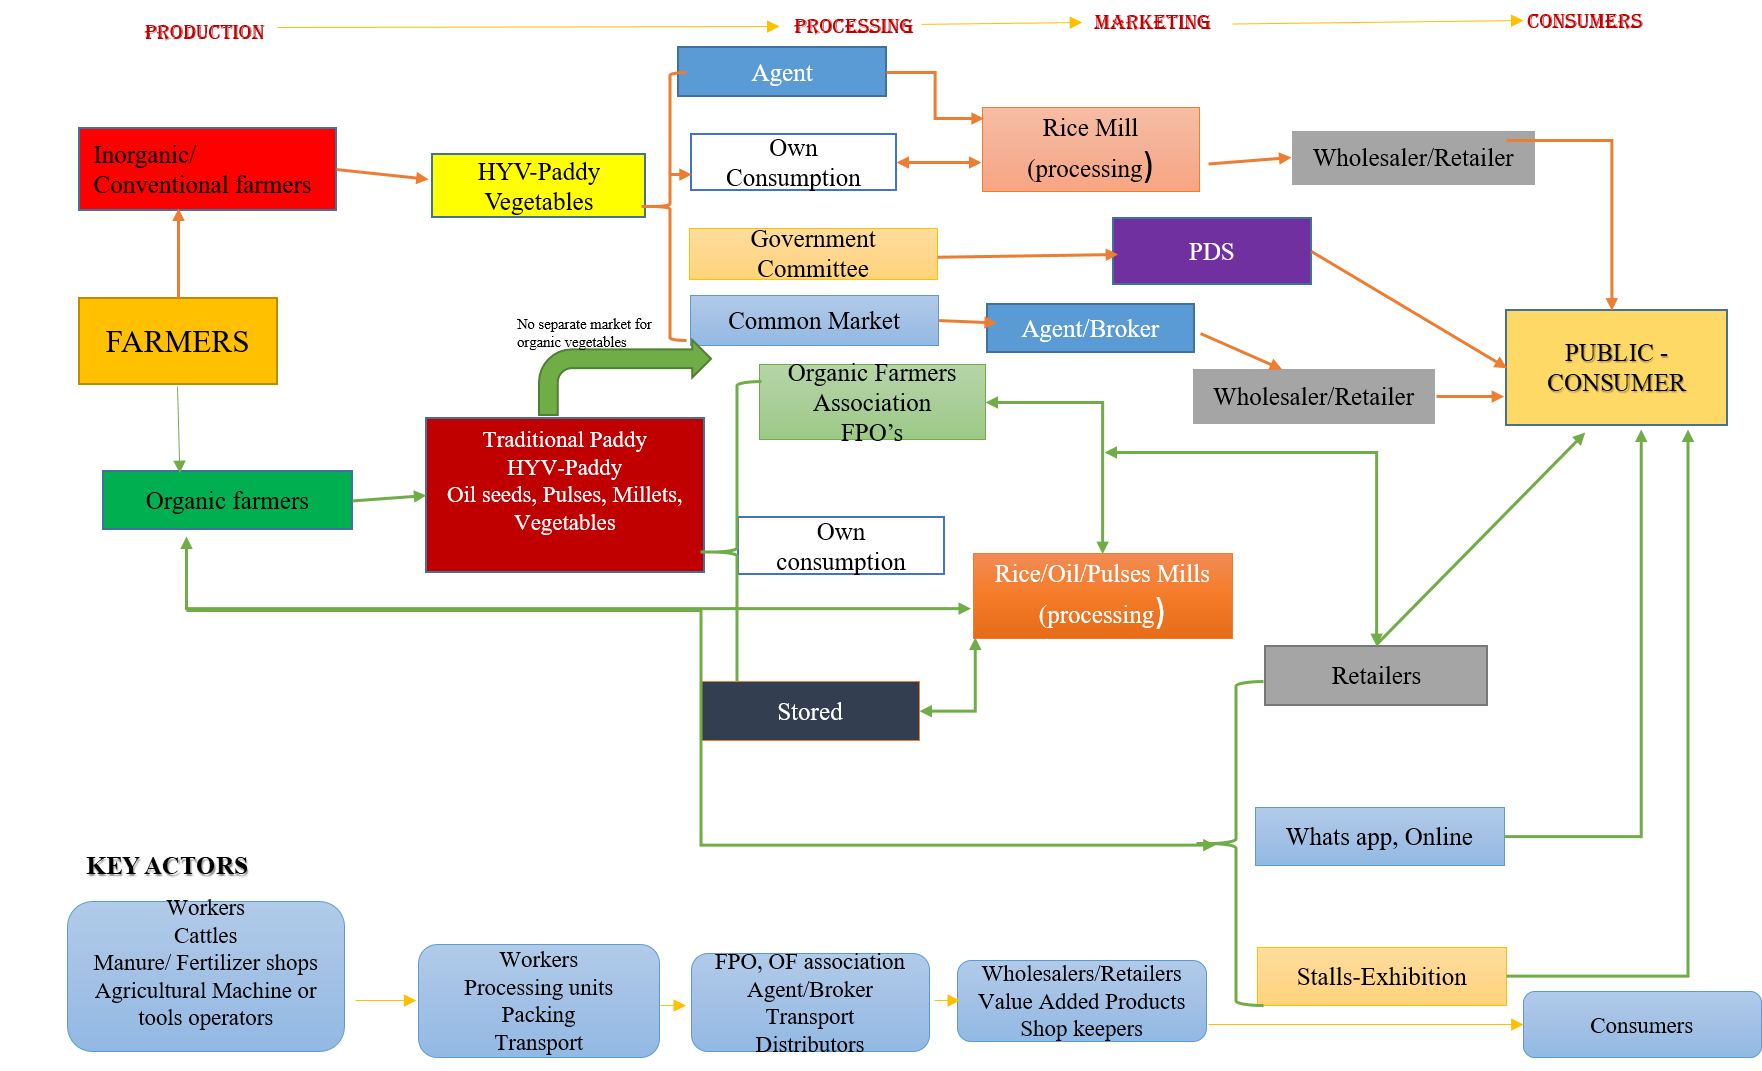 PRODUCTION
PROCESSING
MARKETING
CONSUMERS
Agent
Inorganic/
Conventional farmers
HYV-Paddy
Vegetables
Own
Consumption
Rice Mill
(processing)
Wholesaler/Retailer
Government
Committee
PDS
FARMERS
Common Market
Agent/Broker
No separate market for
organic vegetables
PUBLIC -
CONSUMER
Organic Farmers
Association
FPO’s
Wholesaler/Retailer
Traditional Paddy
HYV-Paddy
Oil seeds, Pulses, Millets,
Vegetables
Organic farmers
Own
consumption
Rice/Oil/Pulses Mills
(processing)
Retailers
Stored
Whats app, Online
KEY ACTORS
Workers
Cattles
Manure/ Fertilizer shops
Agricultural Machine or
tools operators
Workers
Processing units
Packing
Transport
FPO, OF association
Agent/Broker
Transport
Distributors
Wholesalers/Retailers
Value Added Products
Shop keepers
Stalls-Exhibition
Consumers